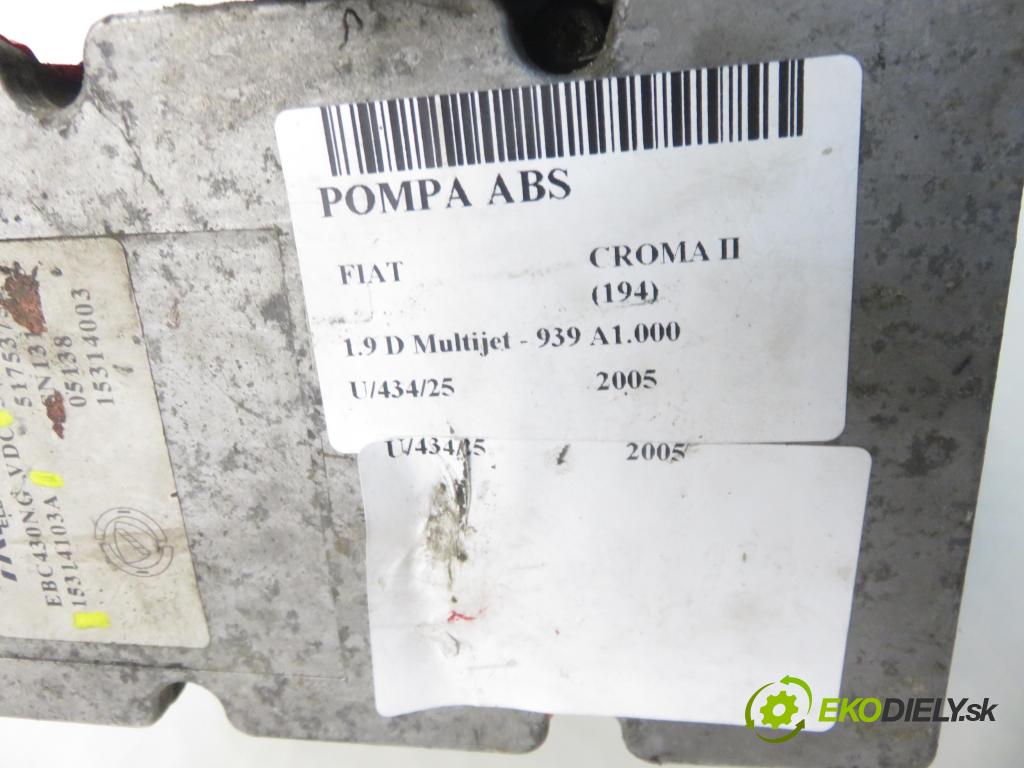 POMPA ABS
FIAT CROMA II
(194)
1.9 D Multijet - 939 A1.000
U/434/25 2005
2005
EBC430NG VDC
15314103A
05138
15314003
EKODIELY.sk